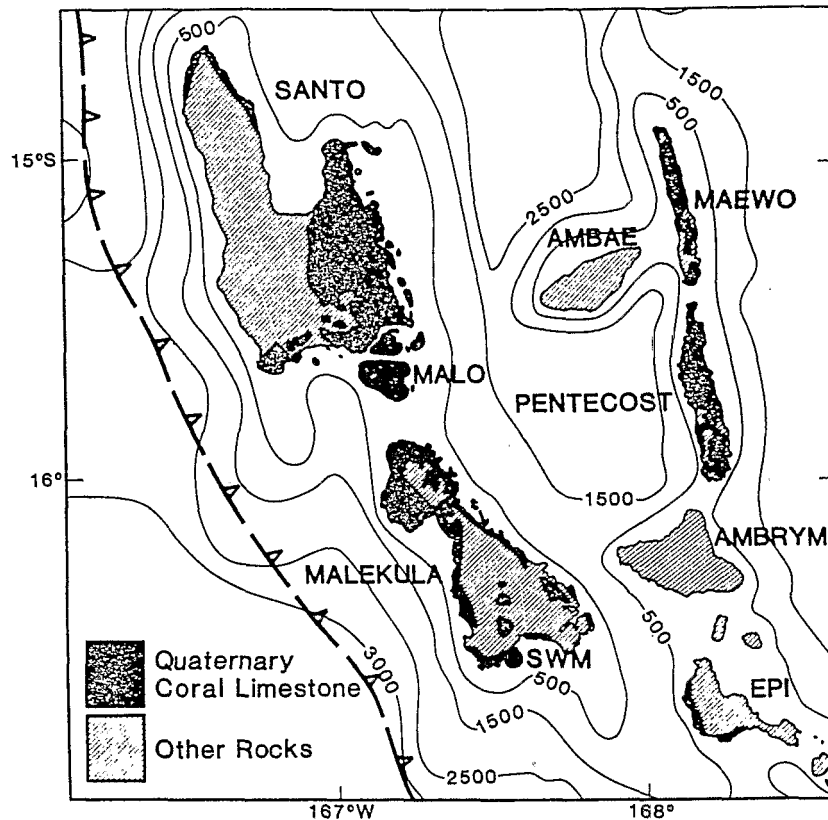 500
SANTO
1500
500
15°S
2500
MAEWO
AMBAE
MALO
PENTECOST
16°
1500
AMBRYM
MALEKULA
500
3000
Quaternary
Coral Limestone
SWM
500
EPI
1500
Other Rocks
2500
167°W
168°